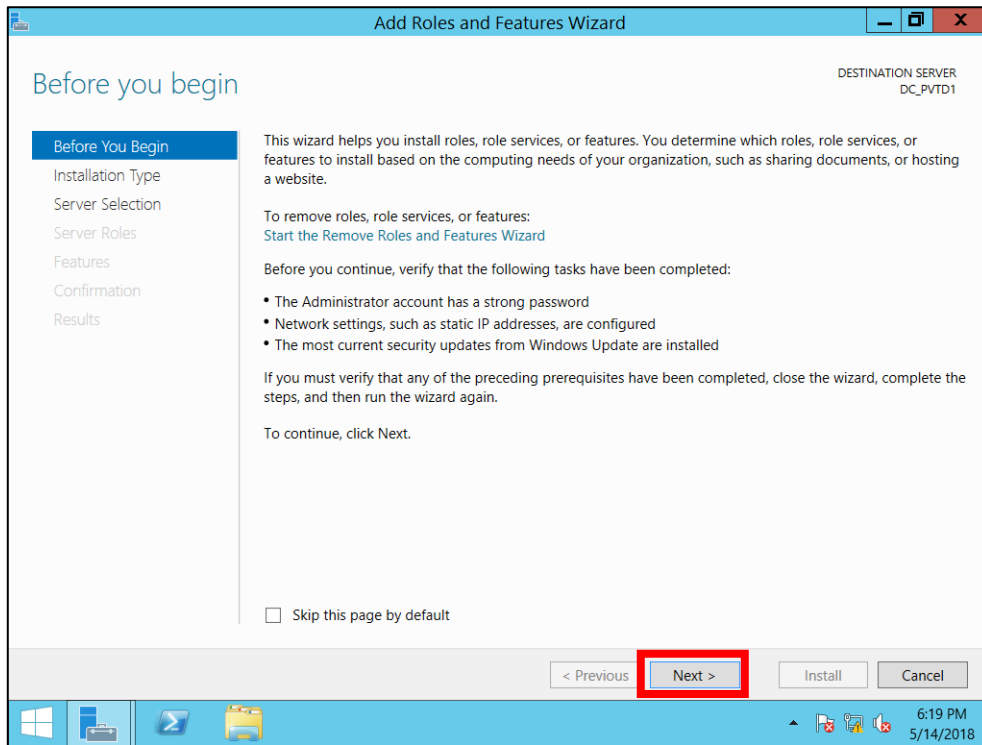 Add Roles and Features Wizard
Before you begin
DESTINATION SERVER
DC_PVTD1
Before You Begin
Installation Type
Server Selection
Server Roles
Features
Confirmation
Results
This wizard helps you install roles, role services, or features. You determine which roles, role services, or
features to install based on the computing needs of your organization, such as sharing documents, or hosting
a website.
To remove roles, role services, or features:
Start the Remove Roles and Features Wizard
Before you continue, verify that the following tasks have been completed:
• The Administrator account has a strong password
• Network settings, such as static IP addresses, are configured
• The most current security updates from Windows Update are installed
If you must verify that any of the preceding prerequisites have been completed, close the wizard, complete the
steps, and then run the wizard again.
To continue, click Next.
Skip this page by default
< Previous
Next >
Install
Cancel
6:19 PM
5/14/2018